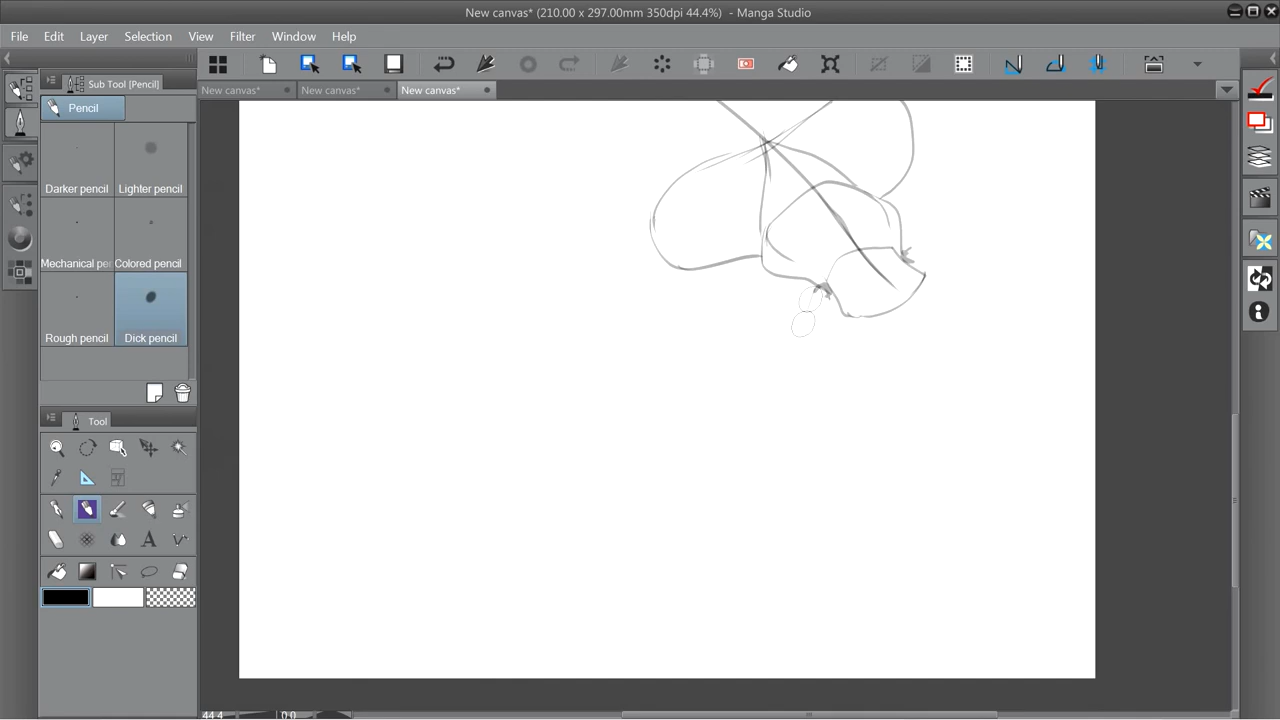 New canvas* (210.00 x 297.00mm 350dpi 44.4%) - Manga Studio
File Edit Layer Selection View Filter Window Help
Sub Tool [Pencil]
New canvas* New canvas* New canvas*
Pencil
Darker pencil Lighter pencil
Mechanical pe Colored pencil
Rough pencil Dick pencil
Tool
44.4 0.0